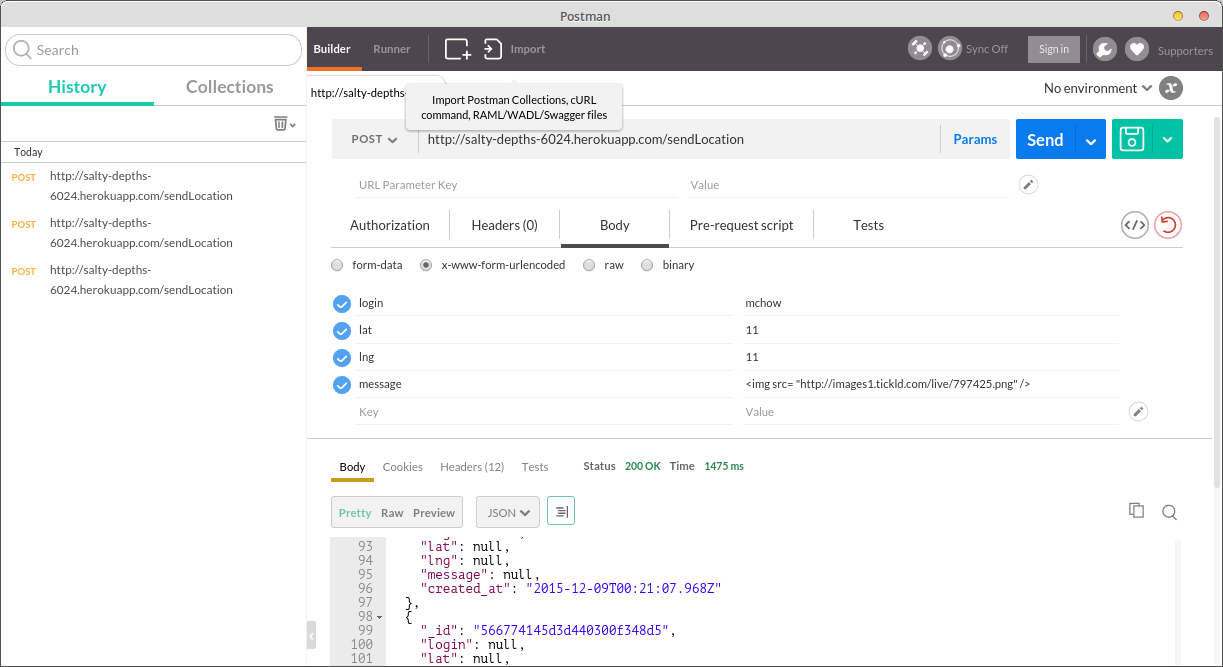 Postman
Search
History
Collections
Today
POST
http://salty-depths-
6024.herokuapp.com/sendLocation
POST
http://salty-depths-
6024.herokuapp.com/sendLocation
POST
http://salty-depths-
6024.herokuapp.com/sendLocation
Builder
Runner
Import
Sync Off
Sign in
Supporters
http://salty-depths-
Import Postman Collections, cURL
command, RAML/WADL/Swagger files
No environment
POST
http://salty-depths-6024.herokuapp.com/sendLocation
Params
Send
URL Parameter Key
Value
Authorization
Headers (0)
Body
Pre-request script
Tests
form-data
x-www-form-urlencoded
raw
binary
login
mchow
lat
11
lng
11
message
<img src= "http://images1.tickld.com/live/797425.png" />
Key
Value
Body
Cookies
Headers (12)
Tests
Status 200 OK Time 1475 ms
Pretty
Raw
Preview
JSON
93 "lat": null,
94 "lng": null,
95 "message": null,
96 "created_at": "2015-12-09T00:21:07.968Z"
97 },
98 {
99 "_id": "566774145d3d440300f348d5",
100 "login": null,
101 "lat": null,